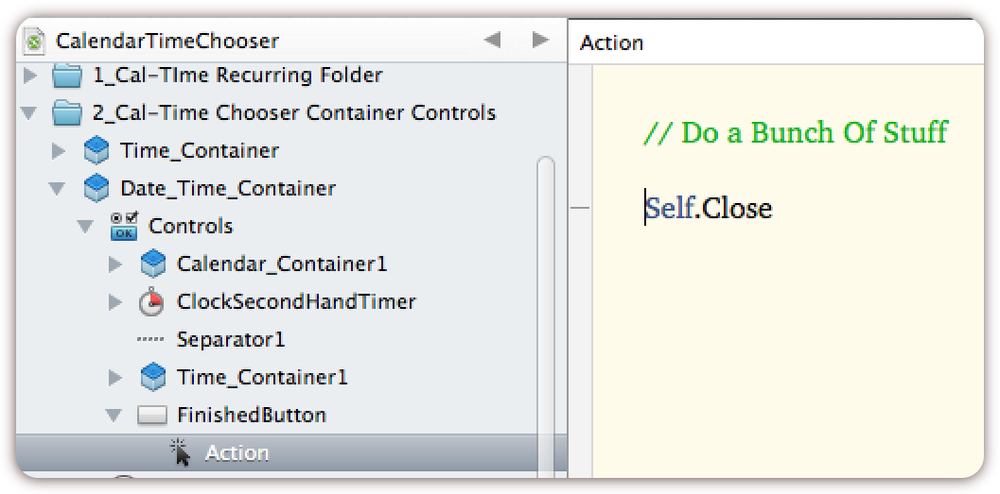 CalendarTimeChooser
1_Cal-TIme Recurring Folder
2_Cal-Time Chooser Container Controls
Time_Container
Date_Time_Container
OK Controls
Calendar_Container1
ClockSecondHandTimer
Separator1
Time_Container1
FinishedButton
Action
Action
// Do a Bunch Of Stuff
Self.Close